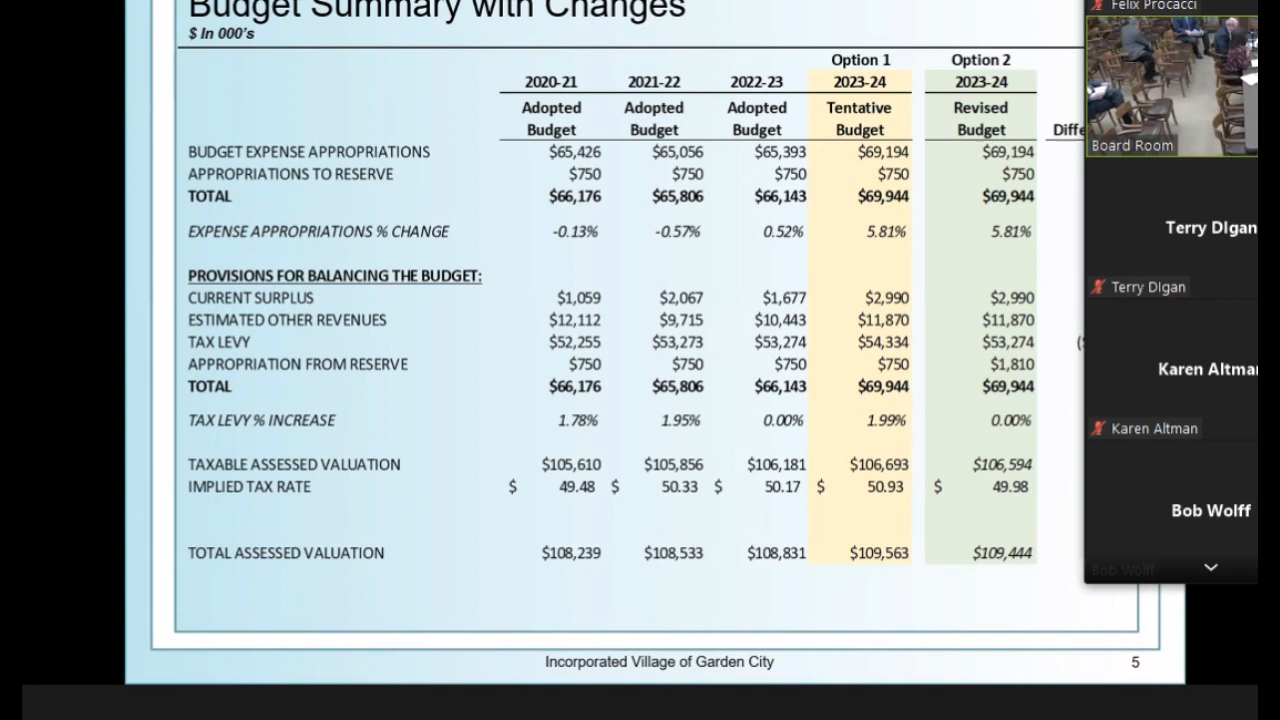 Budget Summary with Changes
$ In 000's
Option 1 Option 2
2020-21 2021-22 2022-23 2023-24 2023-24
Adopted Adopted Adopted Tentative Revised
Budget Budget Budget Budget Budget Diffe
BUDGET EXPENSE APPROPRIATIONS $65,426 $65,056 $65,393 $69,194 $69,194
APPROPRIATIONS TO RESERVE $750 $750 $750 $750 $750
TOTAL $66,176 $65,806 $66,143 $69,944 $69,944
EXPENSE APPROPRIATIONS % CHANGE -0.13% -0.57% 0.52% 5.81% 5.81%
PROVISIONS FOR BALANCING THE BUDGET:
CURRENT SURPLUS $1,059 $2,067 $1,677 $2,990 $2,990
ESTIMATED OTHER REVENUES $12,112 $9,715 $10,443 $11,870 $11,870
TAX LEVY $52,255 $53,273 $53,274 $54,334 $53,274
APPROPRIATION FROM RESERVE $750 $750 $750 $750 $1,810
TOTAL $66,176 $65,806 $66,143 $69,944 $69,944
TAX LEVY % INCREASE 1.78% 1.95% 0.00% 1.99% 0.00%
TAXABLE ASSESSED VALUATION $105,610 $105,856 $106,181 $106,693 $106,594
IMPLIED TAX RATE $ 49.48 $ 50.33 $ 50.17 $ 50.93 $ 49.98
TOTAL ASSESSED VALUATION $108,239 $108,533 $108,831 $109,563 $109,444
Incorporated Village of Garden City 5
Felix Procacci
Board Room
Terry DIgan
Terry DIgan
Karen Altman
Karen Altman
Bob Wolff
Bob Wolff